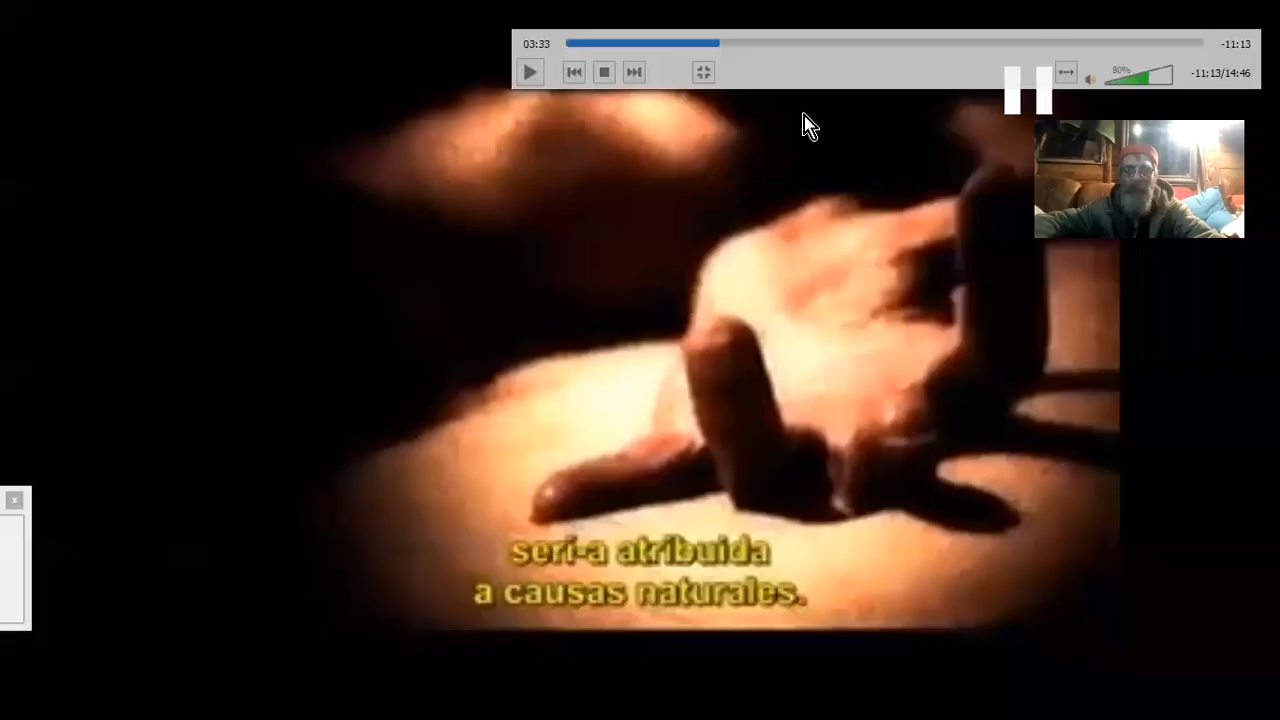 03:33
-11:13
80%
-11:13/14:46
x
seri-a atribuida
a causas naturales.